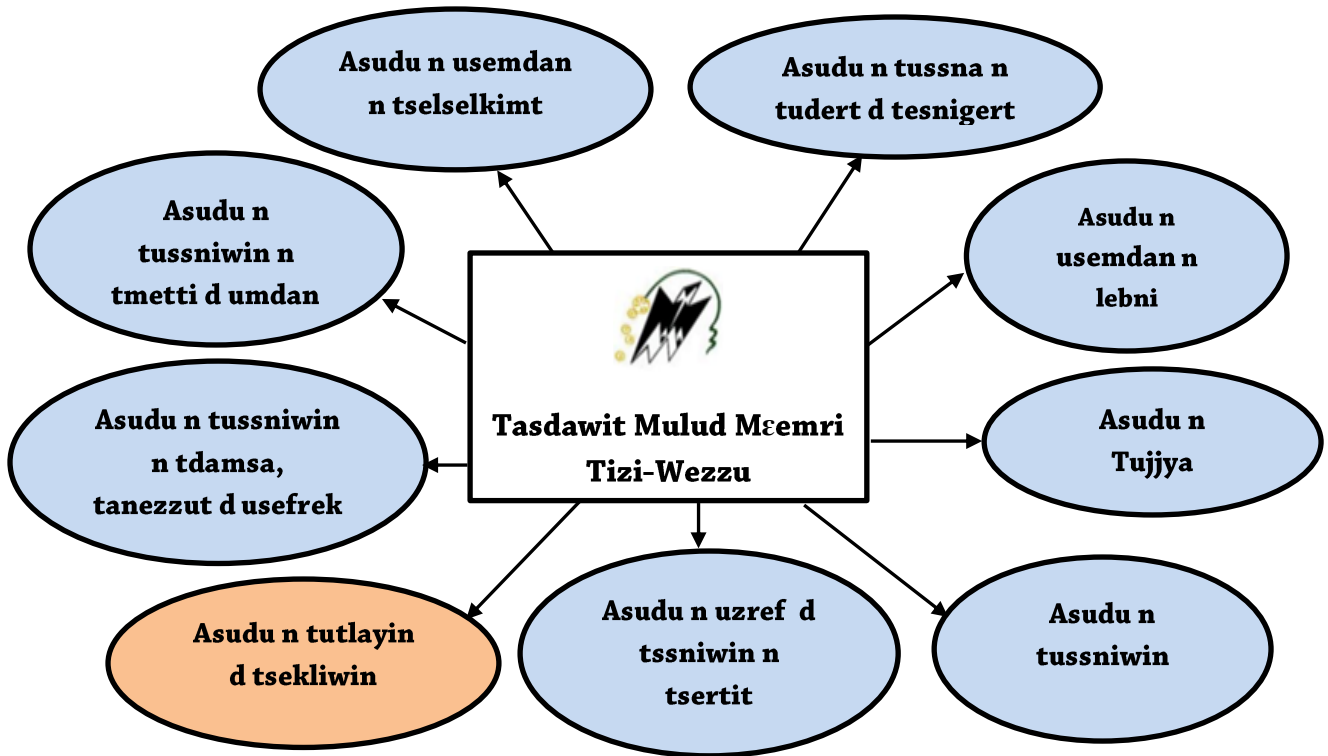 Asudu n usemdan
n tselselkimt
Asudu n tussna n
tudert d tesnigert
Asudu n
tussniwin n
tmetti d umdan
Asudu n
usemdan n
lebni
Tasdawit Mulud Mɛemri
Tizi-Wezzu
Asudu n tussniwin
n tdamsa,
tanezzut d usefrek
Asudu n
Tujjya
Asudu n tutlayin
d tsekliwin
Asudu n uzref d
tssniwin n
tsertit
Asudu n
tussniwin